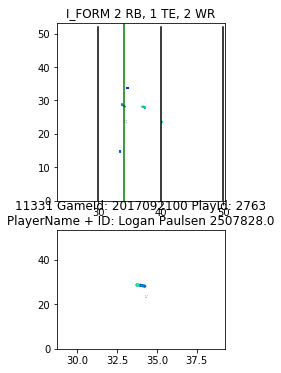 I_FORM 2 RB, 1 TE, 2 WR
50
40
30
20
10
0
30 40 50
11331 GameId: 2017092100 PlayId: 2763
PlayerName + ID: Logan Paulsen 2507828.0
40
20
0
30.0 32.5 35.0 37.5